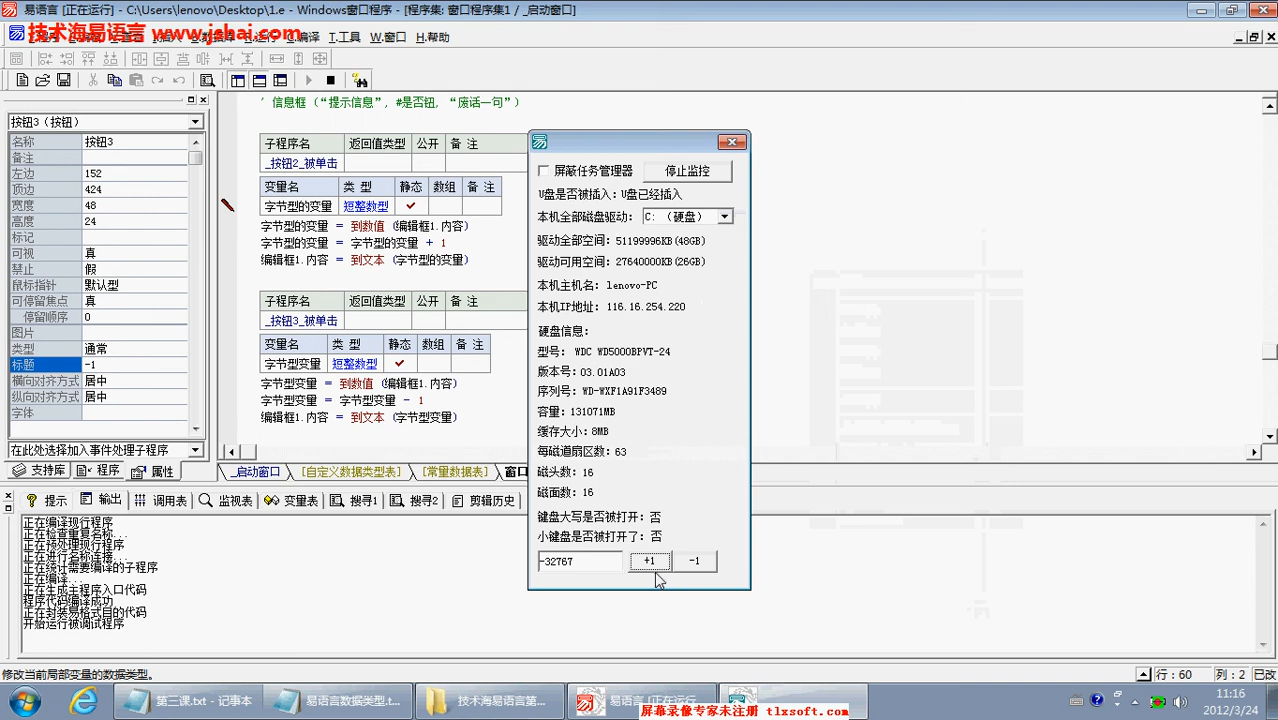 易语言 [正在运行] - C:\Users\lenovo\Desktop\1.e - Windows窗口程序 - [程序集: 窗口程序集1 / _启动窗口]
技术海易语言 www.jshai.com
C.编译 T.工具 W.窗口 H.帮助
' 信息框 (“提示信息”, #是否钮, “废话一句”)
按钮3 (按钮)
名称 按钮3
备注
左边 152
顶边 424
宽度 48
高度 24
标记
可视 真
禁止 假
鼠标指针 默认型
可停留焦点 真
停留顺序 0
图片
类型 通常
标题 -1
横向对齐方式 居中
纵向对齐方式 居中
字体
在此处选择加入事件处理子程序
支持库 程序 属性
子程序名 返回值类型 公开 备 注
_按钮2_被单击
变量名 类 型 静态 数组 备 注
字节型的变量 短整数型
字节型的变量 = 到数值 (编辑框1.内容)
字节型的变量 = 字节型的变量 + 1
编辑框1.内容 = 到文本 (字节型的变量)
子程序名 返回值类型 公开 备 注
_按钮3_被单击
变量名 类 型 静态 数组 备 注
字节型变量 短整数型
字节型变量 = 到数值 (编辑框1.内容)
字节型变量 = 字节型变量 - 1
编辑框1.内容 = 到文本 (字节型变量)
_启动窗口 [自定义数据类型表] [常量数据表] 窗口
屏蔽任务管理器 停止监控
U盘是否被插入: U盘已经插入
本机全部磁盘驱动: C: (硬盘)
驱动全部空间: 51199996KB(48GB)
驱动可用空间: 27640000KB(26GB)
本机主机名: lenovo-PC
本机IP地址: 116.16.254.220
硬盘信息:
型号: WDC WD5000BPVT-24
版本号: 03.01A03
序列号: WD-WXF1A91F3489
容量: 131071MB
缓存大小: 8MB
每磁道扇区数: 63
磁头数: 16
磁面数: 16
键盘大写是否被打开: 否
小键盘是否被打开了: 否
-32767 +1 -1
提示 输出 调用表 监视表 变量表 搜寻1 搜寻2 剪辑历史
正在编译现行程序
正在检查重复名称...
正在预处理现行程序
正在进行名称连接...
正在统计需要编译的子程序
正在编译...
正在生成主程序入口代码
程序代码编译成功
正在封装易格式目的代码
开始运行被调试程序
修改当前局部变量的数据类型。 行: 60 列: 2 已改
第三课.txt - 记事本 易语言数据类型.t... 技术海易语言第... 易语言 [正在运行...
11:16
2012/3/24
屏幕录像专家未注册 tlxsoft.com